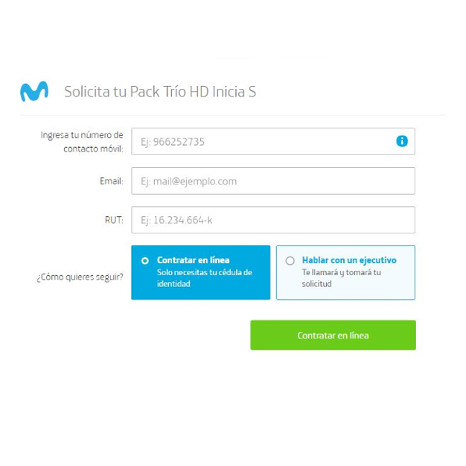 Solicita tu Pack Trío HD Inicia S
Ingresa tu número de
contacto móvil:
Ej: 966252735
i
Email:
Ej: mail@ejemplo.com
RUT:
Ej: 16.234.664-k
¿Cómo quieres seguir?
Contratar en línea
Solo necesitas tu cédula de
identidad
Hablar con un ejecutivo
Te llamará y tomará tu
solicitud
Contratar en línea